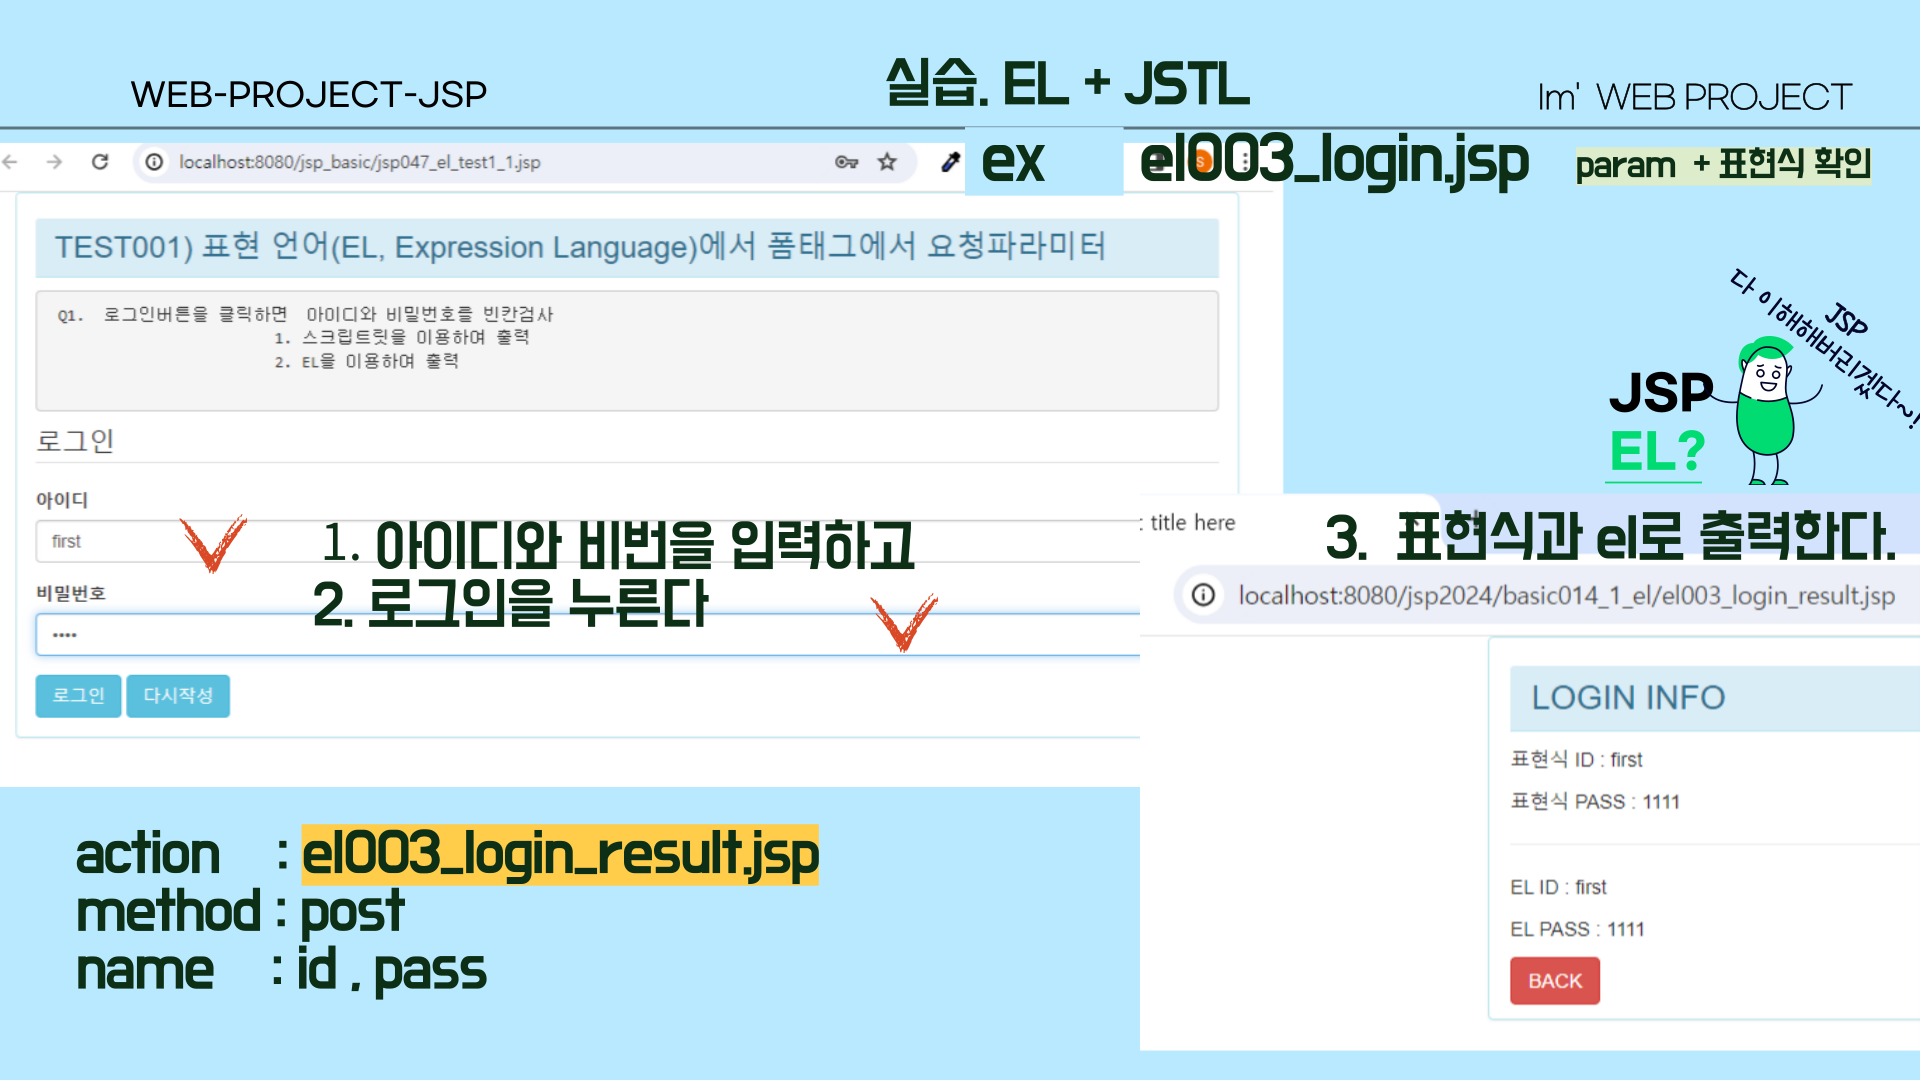 WEB-PROJECT-JSP
실습. EL + JSTL
Im' WEB PROJECT
localhost:8080/jsp_basic/jsp047_el_test1_1.jsp
ex
el003_login.jsp
param + 표현식 확인
TEST001) 표현 언어(EL, Expression Language)에서 폼태그에서 요청파라미터
Q1. 로그인버튼을 클릭하면 아이디와 비밀번호를 빈칸검사
1. 스크립트릿을 이용하여 출력
2. EL을 이용하여 출력
로그인
아이디
first
1. 아이디와 비번을 입력하고
비밀번호
2. 로그인을 누른다
····
로그인 다시작성
JSP
다 이해해버리겠다~!
JSP
EL?
title here
3. 표현식과 el로 출력한다.
localhost:8080/jsp2024/basic014_1_el/el003_login_result.jsp
LOGIN INFO
표현식 ID : first
표현식 PASS : 1111
EL ID : first
EL PASS : 1111
BACK
action : el003_login_result.jsp
method : post
name : id , pass